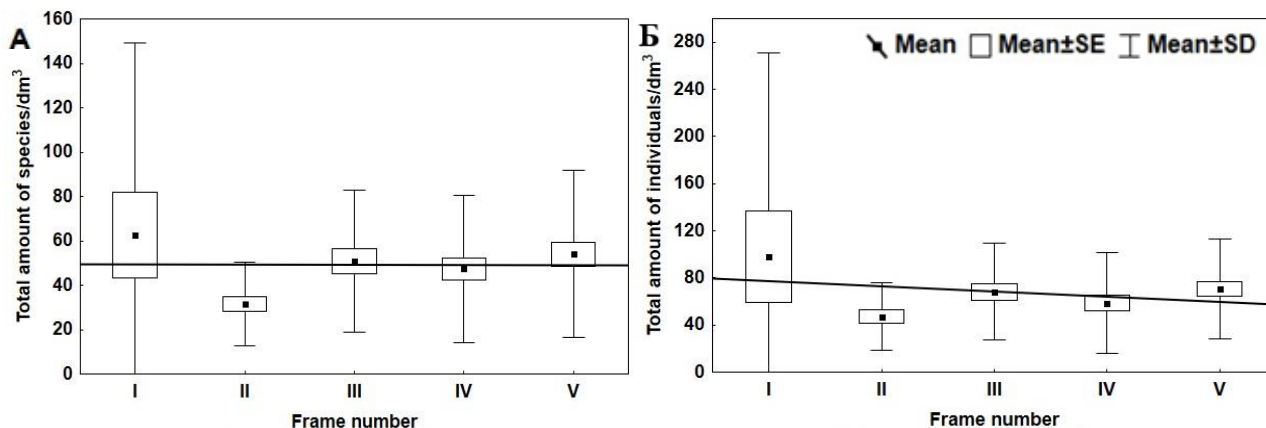 А
Total amount of species/dm³
160
140
120
100
80
60
40
20
0
I II III IV V
Frame number
Б
Mean Mean±SE Mean±SD
Total amount of individuals/dm³
280
240
200
160
120
80
40
0
I II III IV V
Frame number